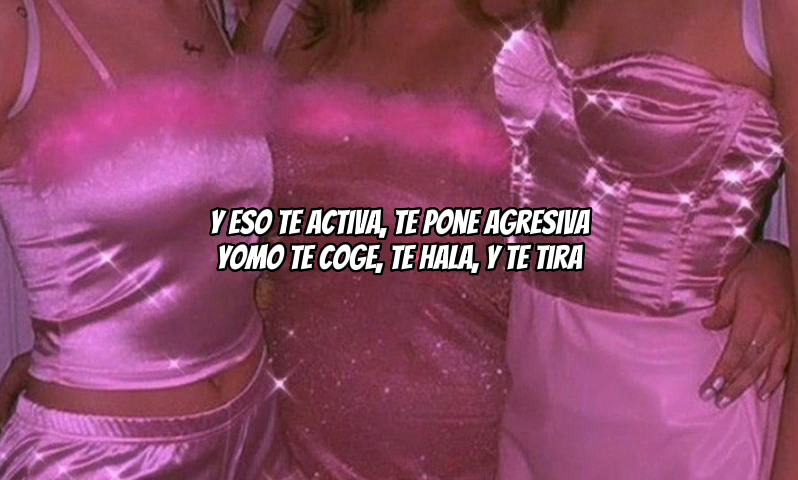 Y ESO TE ACTIVA, TE PONE AGRESIVA
YOMO TE COGE, TE HALA, Y TE TIRA